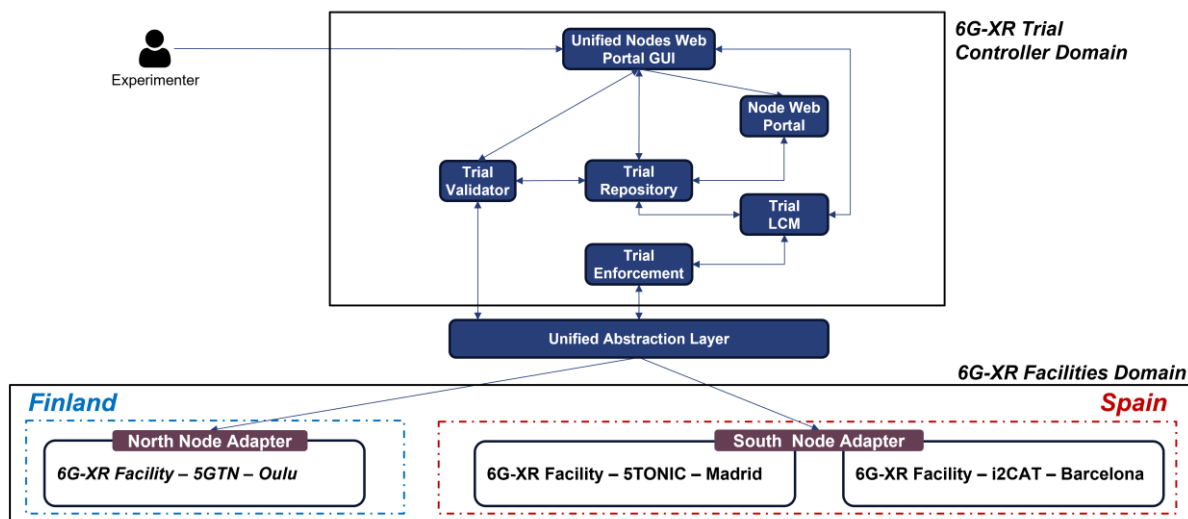 6G-XR Trial
Controller Domain
Unified Nodes Web
Portal GUI
Experimenter
Node Web
Portal
Trial
Validator
Trial
Repository
Trial
LCM
Trial
Enforcement
Unified Abstraction Layer
6G-XR Facilities Domain
Finland
Spain
North Node Adapter
South Node Adapter
6G-XR Facility – 5GTN – Oulu
6G-XR Facility – 5TONIC – Madrid
6G-XR Facility – i2CAT – Barcelona